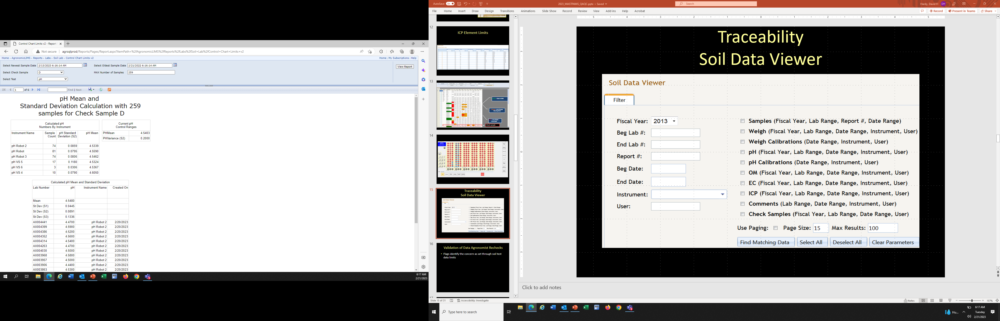 Control Chart Limits v2 - Report
Not secure | agrsqlprod/Reports/Pages/Report.aspx?ItemPath=%2fAgronomicLIMS%2fReports%2fLabs%2fSoil+Lab%2fControl+Chart+Limits+v2
Home > AgronomicLIMS > Reports > Labs > Soil Lab > Control Chart Limits v2
Home | My Subscriptions | Help
Select Newest Sample Date 2/13/2023 6:16:14 AM Select Oldest Sample Date 2/21/2022 6:16:14 AM
View Report
Select Check Sample D MAX Number of Samples 259
Select Test pH
1 of 6 Find | Next
pH Mean and
Standard Deviation Calculation with 259
samples for Check Sample D
Calculated pH
Numbers By Instrument
Instrument Name Sample Count pH Standard Deviation (S2) pH Mean
pH Robot 2 74 0.0859 4.5339
pH Robot 81 0.0795 4.5590
pH Robot 3 74 0.0806 4.5462
pH VS 5 17 0.1180 4.5324
pH VS 6 3 0.0306 4.5367
pH VS 4 10 0.0790 4.6050
Current pH
Control Ranges
PHMean 4.5403
PHVariance (S2) 0.2000
Calculated pH Mean and Standard Deviation
Lab Number pH Instrument Name Created On
Mean 4.5480
St Dev (S1) 0.0445
St Dev (S2) 0.0891
St Dev (S3) 0.1336
AX004441 4.4700 pH Robot 2 2/20/2023
AX004399 4.5900 pH Robot 2 2/20/2023
AX004386 4.5200 pH Robot 2 2/20/2023
AX004352 4.5600 pH Robot 2 2/20/2023
AX004314 4.5400 pH Robot 2 2/20/2023
AX004263 4.4700 pH Robot 2 2/20/2023
AX004030 4.5000 pH Robot 2 2/20/2023
AX003968 4.5800 pH Robot 2 2/20/2023
AX003957 4.5000 pH Robot 2 2/20/2023
AX003906 4.4400 pH Robot 2 2/20/2023
AX003863 4.5300 pH Robot 2 2/20/2023
6:17 AM
2/21/2023
AutoSave On
2023_MASTPAWG_QAQC.pptx • Saved
Search
Hardy, David H DH
File Home Insert Draw Design Transitions Animations Slide Show Record Review View Add-ins Help Acrobat
Record Present in Teams Share
12
ICP Element Limits
13
Check sample
14
15
Traceability
Soil Data Viewer
16
Validation of Data Agronomist Rechecks
• Flags identify the concern as set through soil test
data limits
17
Traceability
Soil Data Viewer
Soil Data Viewer
Filter
Fiscal Year: 2013
Beg Lab #:
End Lab #:
Report #:
Beg Date:
End Date:
Instrument:
User:
Samples (Fiscal Year, Lab Range, Report #, Date Range)
Weigh (Fiscal Year, Lab Range, Date Range, Instrument, User)
Weigh Calibrations (Date Range, Instrument, User)
pH (Fiscal Year, Lab Range, Date Range, Instrument, User)
pH Calibrations (Date Range, Instrument, User)
OM (Fiscal Year, Lab Range, Date Range, Instrument, User)
EC (Fiscal Year, Lab Range, Date Range, Instrument, User)
ICP (Fiscal Year, Lab Range, Date Range, Instrument, User)
Comments (Lab Range, Date Range, Instrument, User)
Check Samples (Fiscal Year, Lab Range, Date Range, User)
Use Paging: Page Size: 15 Max Results: 100
Find Matching Data Select All Deselect All Clear Parameters
Click to add notes
Slide 15 of 31 Accessibility: Investigate
Notes 157%
Type here to search
Hu...
6:17 AM
Tuesday
2/21/2023